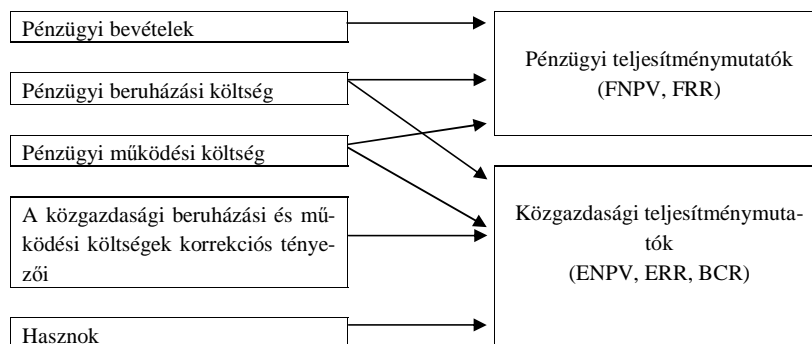 Pénzügyi bevételek
Pénzügyi beruházási költség
Pénzügyi működési költség
A közgazdasági beruházási és mű-
ködési költségek korrekciós ténye-
zői
Hasznok
Pénzügyi teljesítménymutatók
(FNPV, FRR)
Közgazdasági teljesítménymuta-
tók
(ENPV, ERR, BCR)